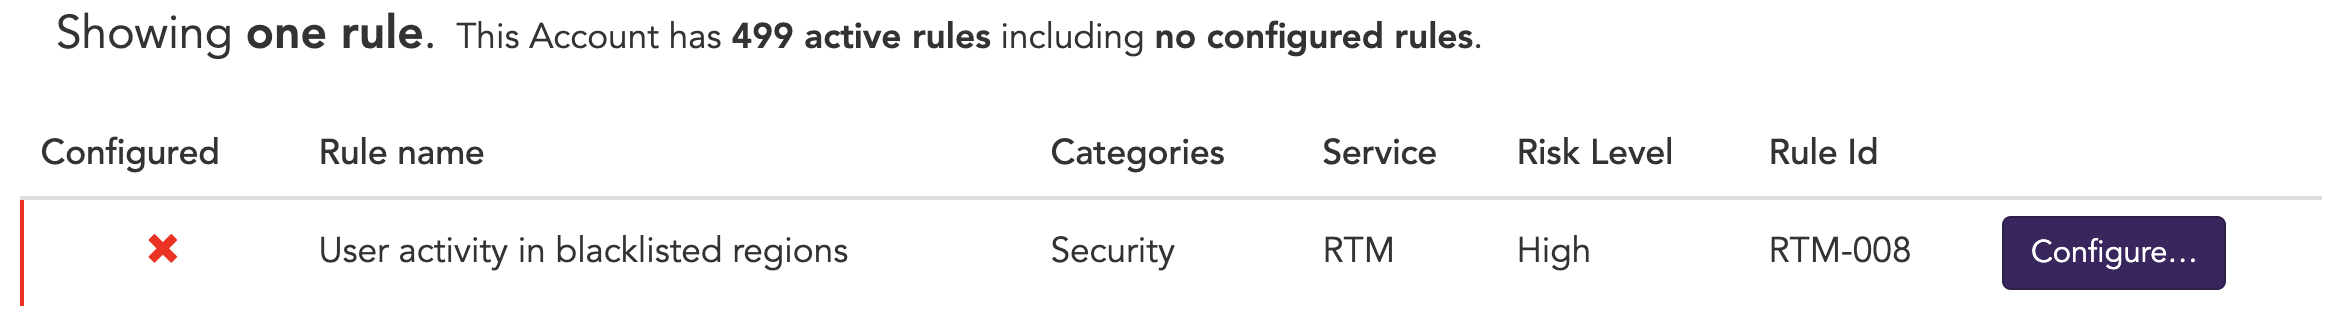 Showing one rule. This Account has 499 active rules including no configured rules.
Configured Rule name Categories Service Risk Level Rule Id
User activity in blacklisted regions Security RTM High RTM-008 Configure...